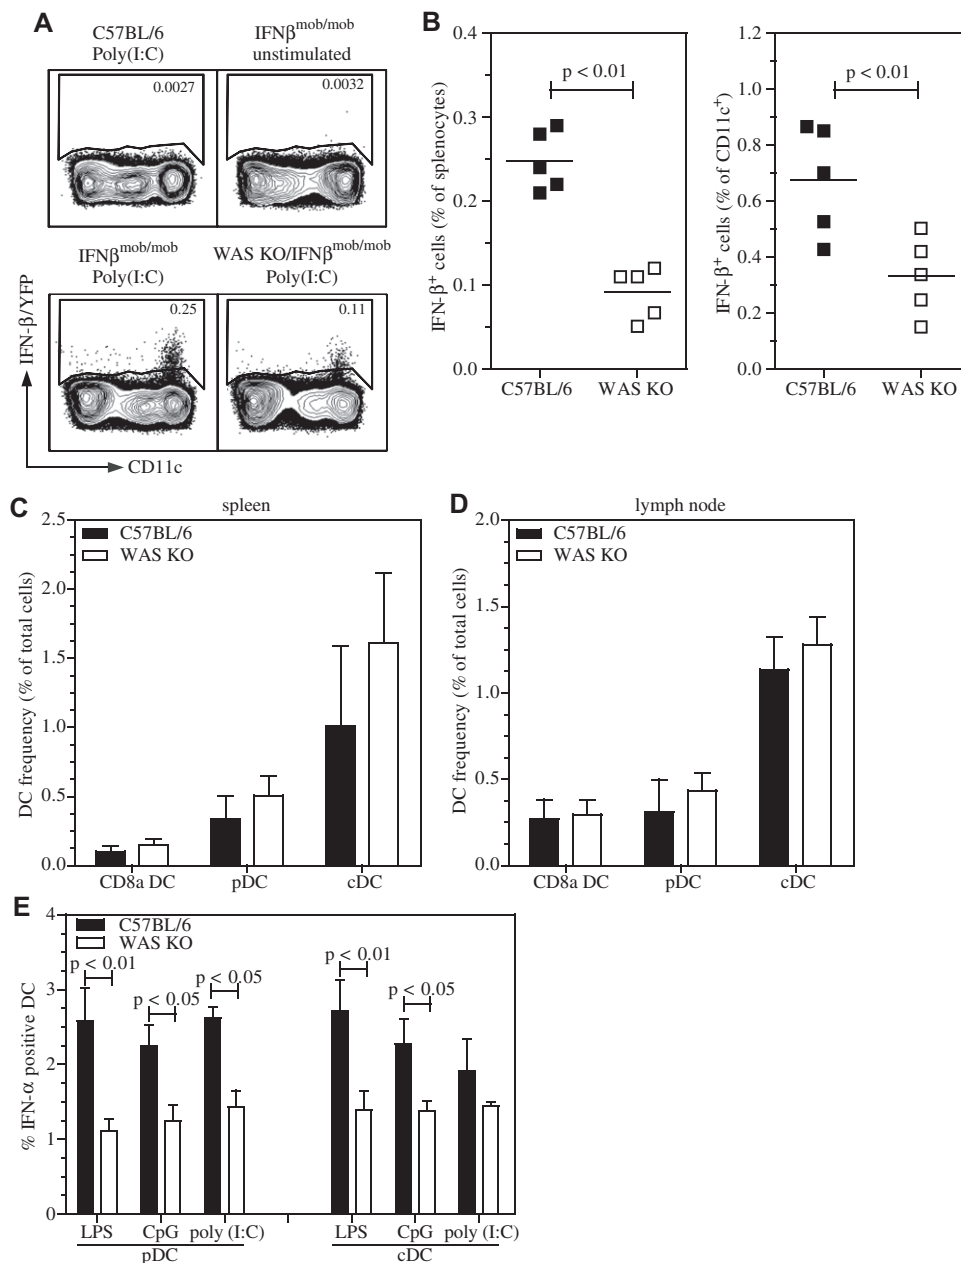 A
C57BL/6
Poly(I:C)
IFNβmob/mob
unstimulated
0.0027
0.0032
IFNβmob/mob
Poly(I:C)
WAS KO/IFNβmob/mob
Poly(I:C)
0.25
0.11
IFN-β/YFP
CD11c
B
IFN-β+ cells (% of splenocytes)
0.4
0.3
0.2
0.1
0.0
p < 0.01
C57BL/6
WAS KO
IFN-β+ cells (% of CD11c+)
1.2
1.0
0.8
0.6
0.4
0.2
0.0
p < 0.01
C57BL/6
WAS KO
C
spleen
DC frequency (% of total cells)
2.5
2.0
1.5
1.0
0.5
0.0
C57BL/6
WAS KO
CD8a DC
pDC
cDC
D
lymph node
DC frequency (% of total cells)
2.0
1.5
1.0
0.5
0.0
C57BL/6
WAS KO
CD8a DC
pDC
cDC
E
% IFN-α positive DC
4
3
2
1
0
C57BL/6
WAS KO
p < 0.01
p < 0.05
p < 0.05
p < 0.01
p < 0.05
LPS
CpG
poly (I:C)
LPS
CpG
poly (I:C)
pDC
cDC